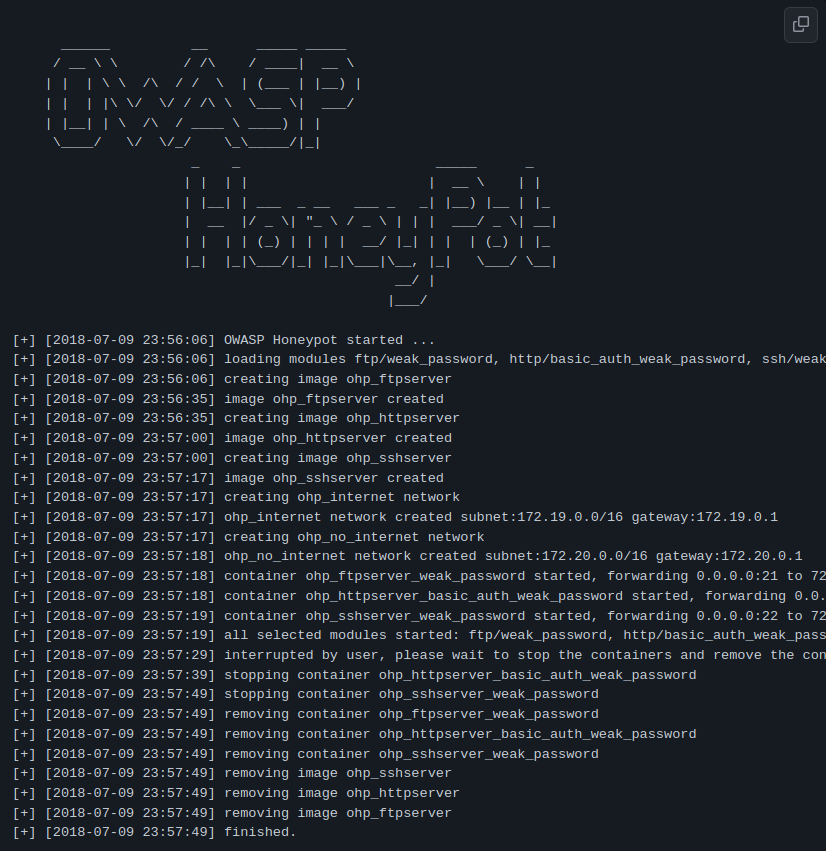 OWASP
HoneyPot
[+] [2018-07-09 23:56:06] OWASP Honeypot started ...
[+] [2018-07-09 23:56:06] loading modules ftp/weak_password, http/basic_auth_weak_password, ssh/weak
[+] [2018-07-09 23:56:06] creating image ohp_ftpserver
[+] [2018-07-09 23:56:35] image ohp_ftpserver created
[+] [2018-07-09 23:56:35] creating image ohp_httpserver
[+] [2018-07-09 23:57:00] image ohp_httpserver created
[+] [2018-07-09 23:57:00] creating image ohp_sshserver
[+] [2018-07-09 23:57:17] image ohp_sshserver created
[+] [2018-07-09 23:57:17] creating ohp_internet network
[+] [2018-07-09 23:57:17] ohp_internet network created subnet:172.19.0.0/16 gateway:172.19.0.1
[+] [2018-07-09 23:57:17] creating ohp_no_internet network
[+] [2018-07-09 23:57:18] ohp_no_internet network created subnet:172.20.0.0/16 gateway:172.20.0.1
[+] [2018-07-09 23:57:18] container ohp_ftpserver_weak_password started, forwarding 0.0.0.0:21 to 72
[+] [2018-07-09 23:57:18] container ohp_httpserver_basic_auth_weak_password started, forwarding 0.0.
[+] [2018-07-09 23:57:19] container ohp_sshserver_weak_password started, forwarding 0.0.0.0:22 to 72
[+] [2018-07-09 23:57:19] all selected modules started: ftp/weak_password, http/basic_auth_weak_pass
[+] [2018-07-09 23:57:29] interrupted by user, please wait to stop the containers and remove the con
[+] [2018-07-09 23:57:39] stopping container ohp_httpserver_basic_auth_weak_password
[+] [2018-07-09 23:57:49] stopping container ohp_sshserver_weak_password
[+] [2018-07-09 23:57:49] removing container ohp_ftpserver_weak_password
[+] [2018-07-09 23:57:49] removing container ohp_httpserver_basic_auth_weak_password
[+] [2018-07-09 23:57:49] removing container ohp_sshserver_weak_password
[+] [2018-07-09 23:57:49] removing image ohp_sshserver
[+] [2018-07-09 23:57:49] removing image ohp_httpserver
[+] [2018-07-09 23:57:49] removing image ohp_ftpserver
[+] [2018-07-09 23:57:49] finished.